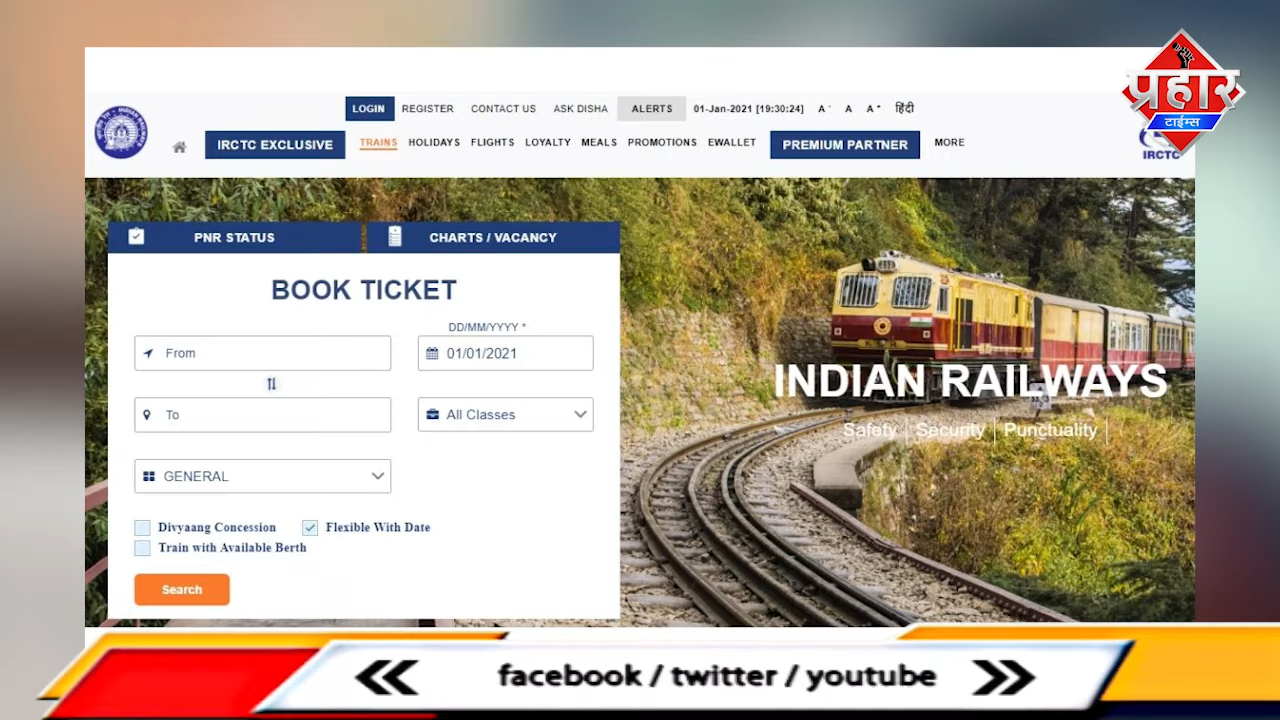 प्रहार
टाईम्स
LOGIN REGISTER CONTACT US ASK DISHA ALERTS 01-Jan-2021 [19:30:24] A- A A+ हिंदी
IRCTC EXCLUSIVE TRAINS HOLIDAYS FLIGHTS LOYALTY MEALS PROMOTIONS EWALLET PREMIUM PARTNER MORE
IRCTC
PNR STATUS CHARTS / VACANCY
BOOK TICKET
DD/MM/YYYY *
From 01/01/2021
To All Classes
GENERAL
Divyaang Concession Flexible With Date
Train with Available Berth
Search
INDIAN RAILWAYS
Safety | Security | Punctuality |
facebook / twitter / youtube